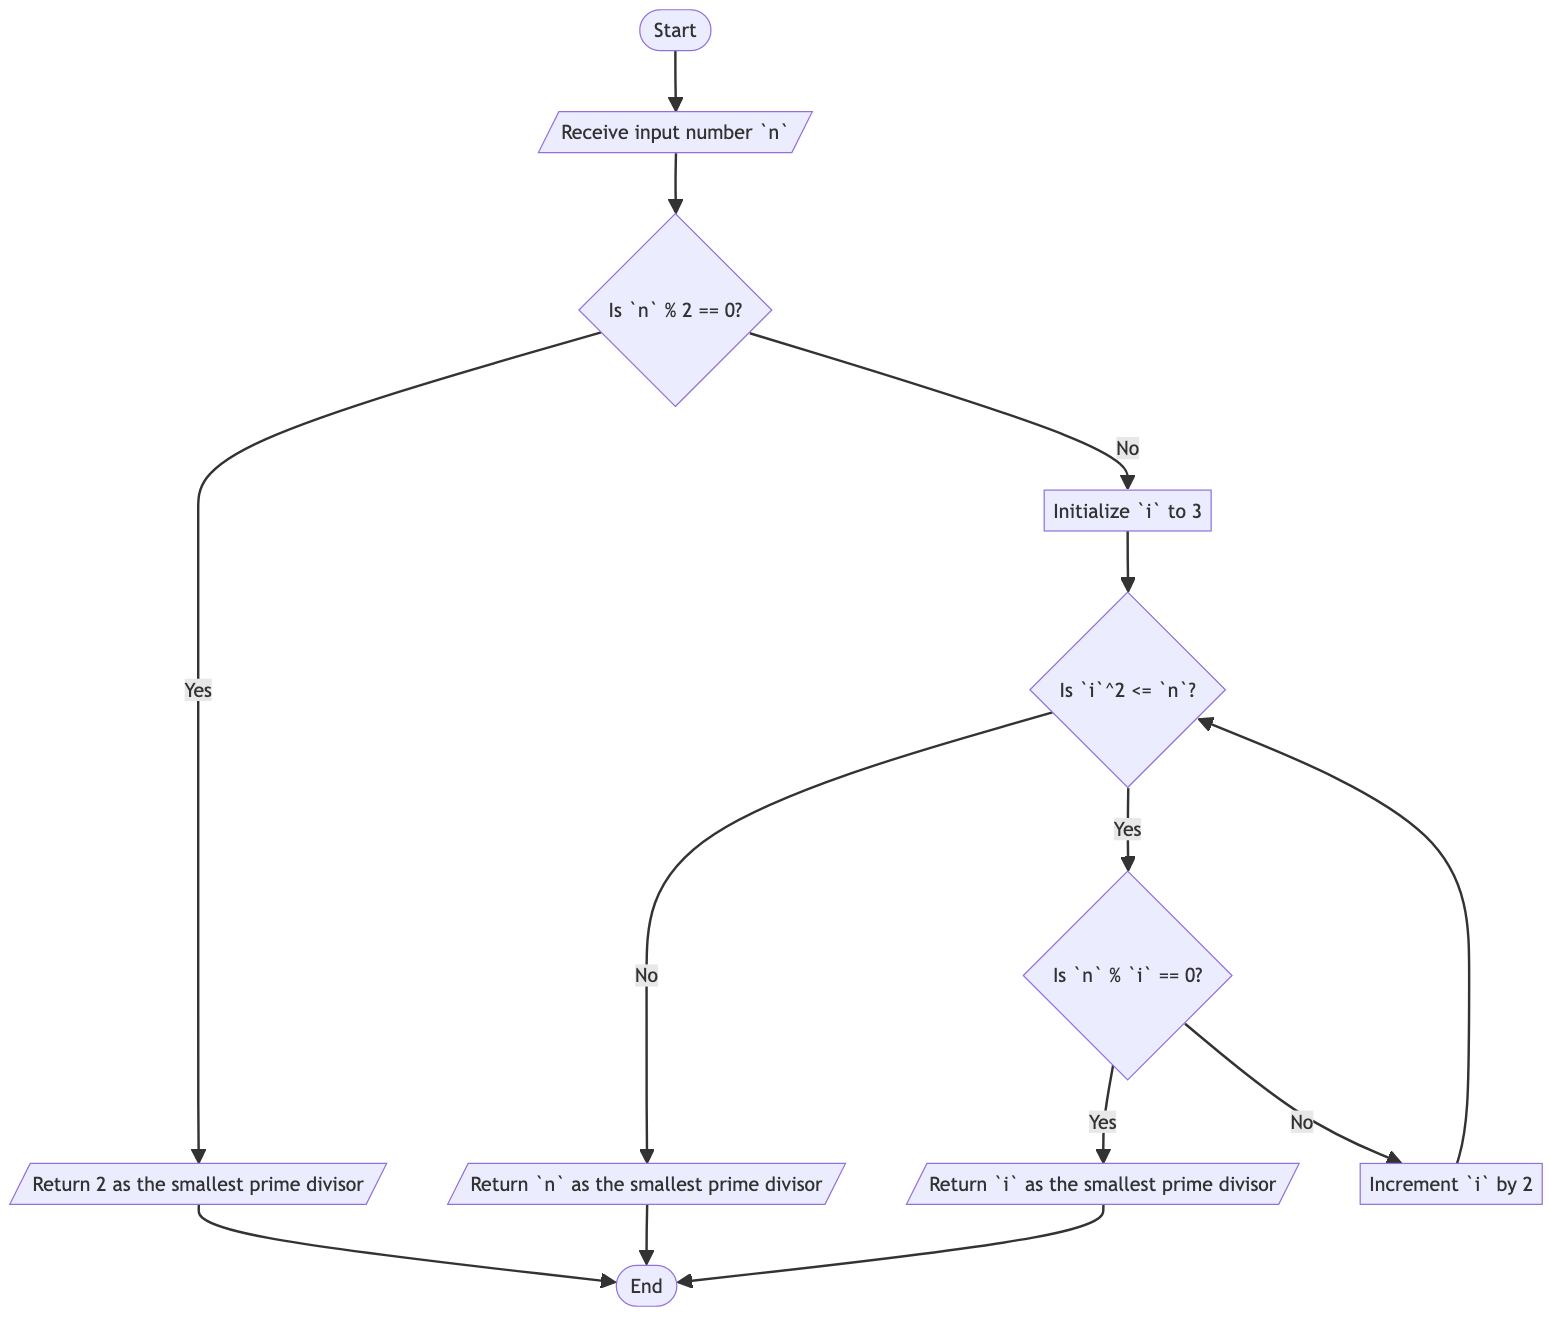 Start
Receive input number `n`
Is `n` % 2 == 0?
No
Initialize `i` to 3
Is `i`^2 <= `n`?
Yes
Yes
No
Is `n` % `i` == 0?
Yes
No
Return 2 as the smallest prime divisor
Return `n` as the smallest prime divisor
Return `i` as the smallest prime divisor
Increment `i` by 2
End